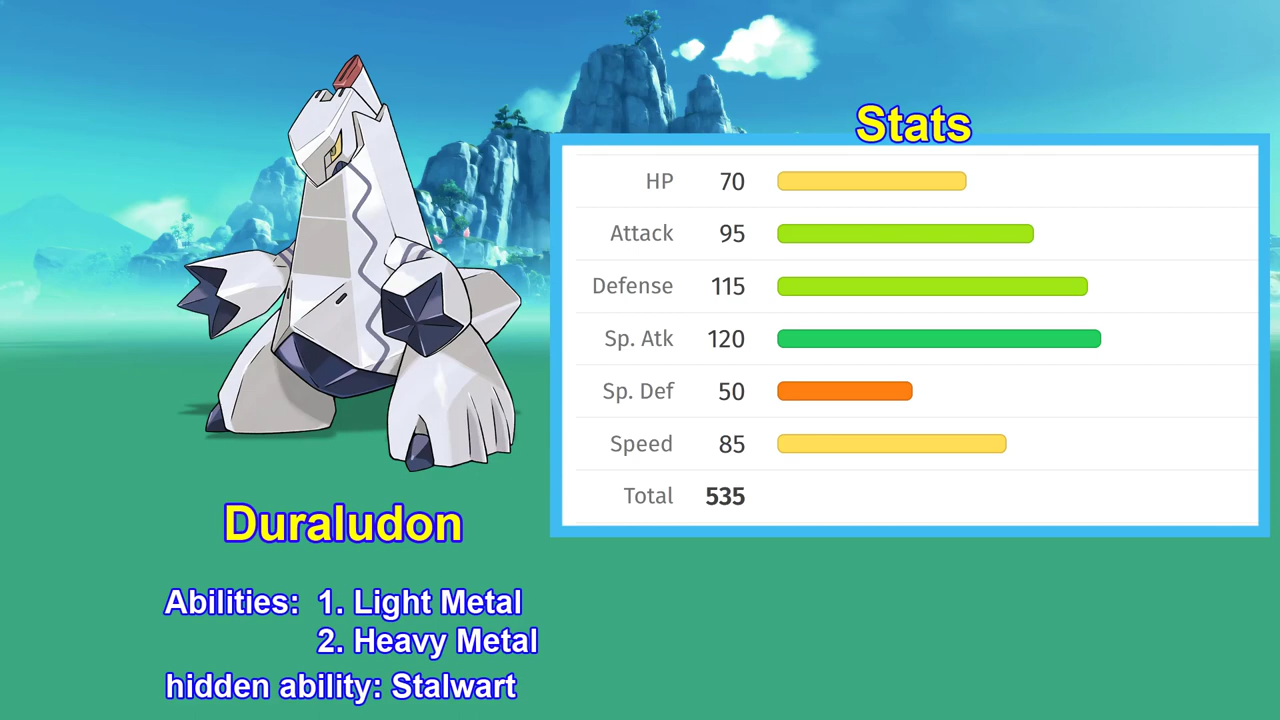 Stats
HP 70
Attack 95
Defense 115
Sp. Atk 120
Sp. Def 50
Speed 85
Total 535
Duraludon
Abilities: 1. Light Metal
2. Heavy Metal
hidden ability: Stalwart